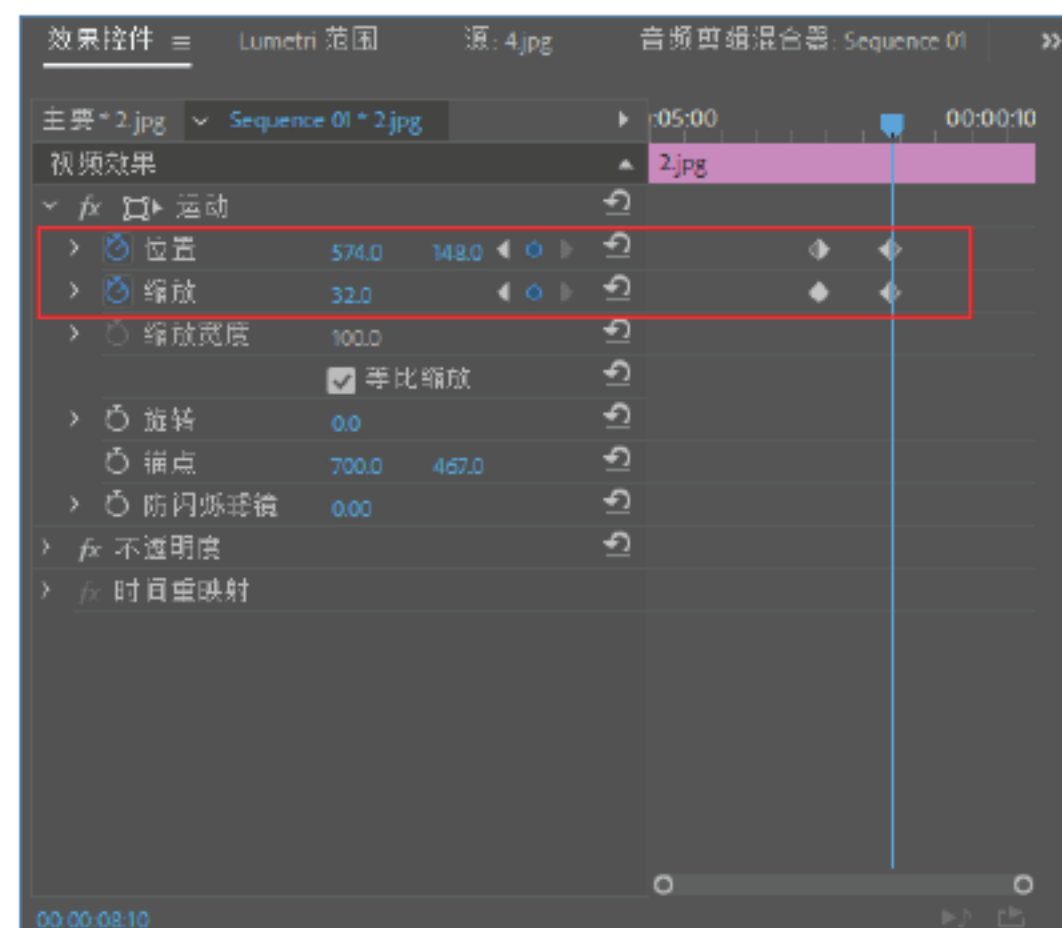 效果控件 ≡ Lumetri 范围 源: 4.jpg 音频剪辑混合器: Sequence 01 »
主要 * 2.jpg Sequence 01 * 2.jpg :05:00 00:00:10
视频效果 2.jpg
fx 运动
位置 574.0 148.0
缩放 32.0
缩放宽度 100.0
等比缩放
旋转 0.0
锚点 700.0 467.0
防闪烁滤镜 0.00
fx 不透明度
fx 时间重映射
00:00:08:10